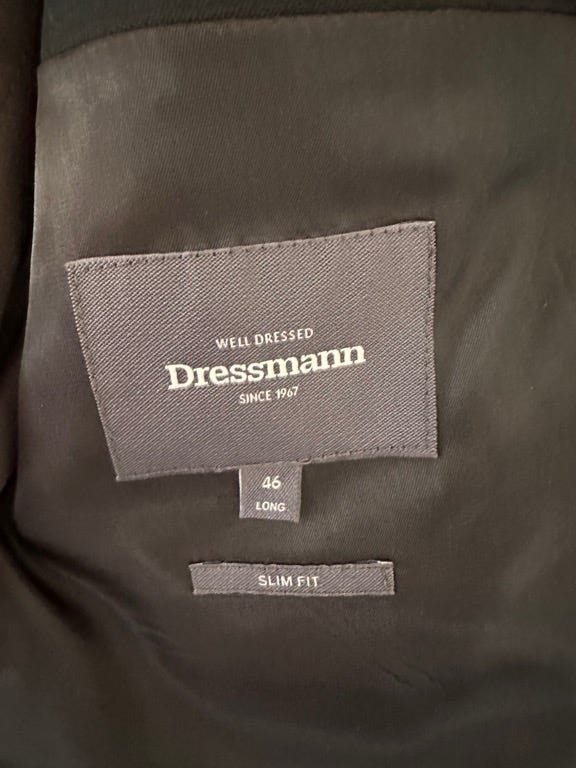 WELL DRESSED
Dressmann
SINCE 1967
46
LONG
SLIM FIT